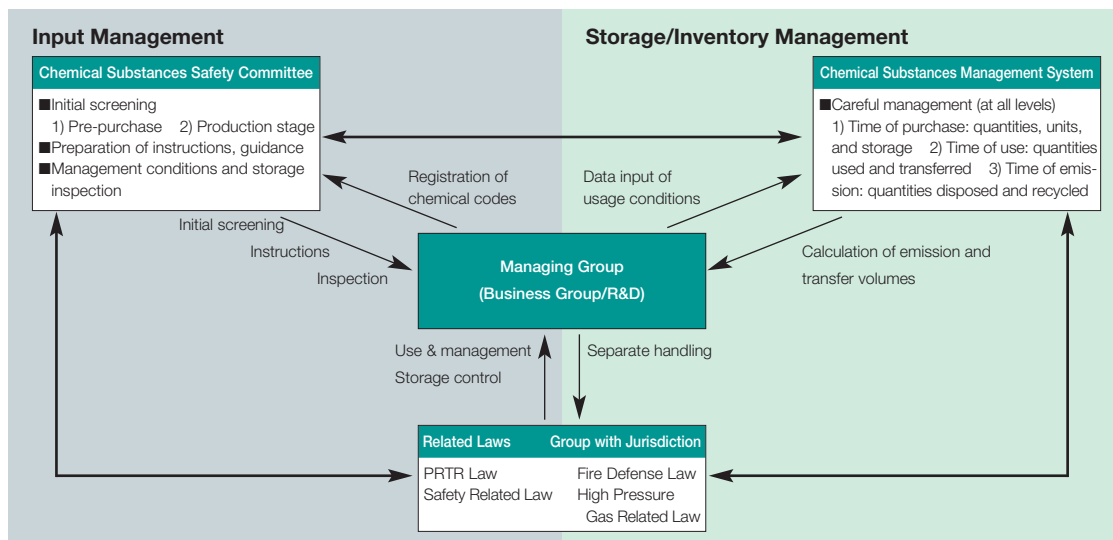 Input Management
Storage/Inventory Management
Chemical Substances Safety Committee
■Initial screening
1) Pre-purchase 2) Production stage
■Preparation of instructions, guidance
■Management conditions and storage
inspection
Chemical Substances Management System
■Careful management (at all levels)
1) Time of purchase: quantities, units,
and storage 2) Time of use: quantities
used and transferred 3) Time of emis-
sion: quantities disposed and recycled
Registration of
chemical codes
Data input of
usage conditions
Initial screening
Instructions
Inspection
Calculation of emission and
transfer volumes
Managing Group
(Business Group/R&D)
Use & management
Storage control
Separate handling
Related Laws
Group with Jurisdiction
PRTR Law
Safety Related Law
Fire Defense Law
High Pressure
Gas Related Law